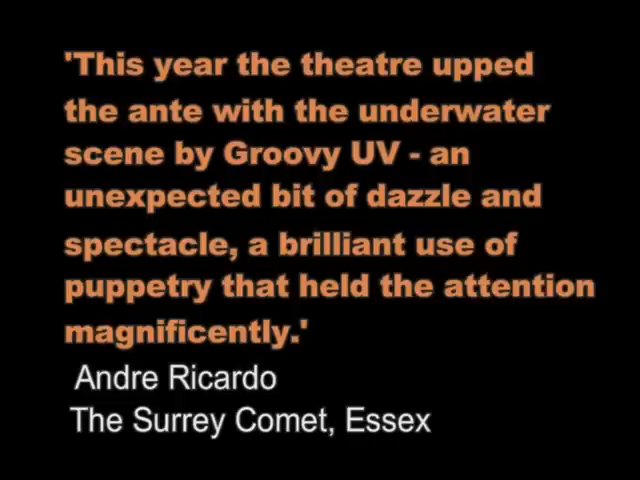 'This year the theatre upped
the ante with the underwater
scene by Groovy UV - an
unexpected bit of dazzle and
spectacle, a brilliant use of
puppetry that held the attention
magnificently.'
Andre Ricardo
The Surrey Comet, Essex